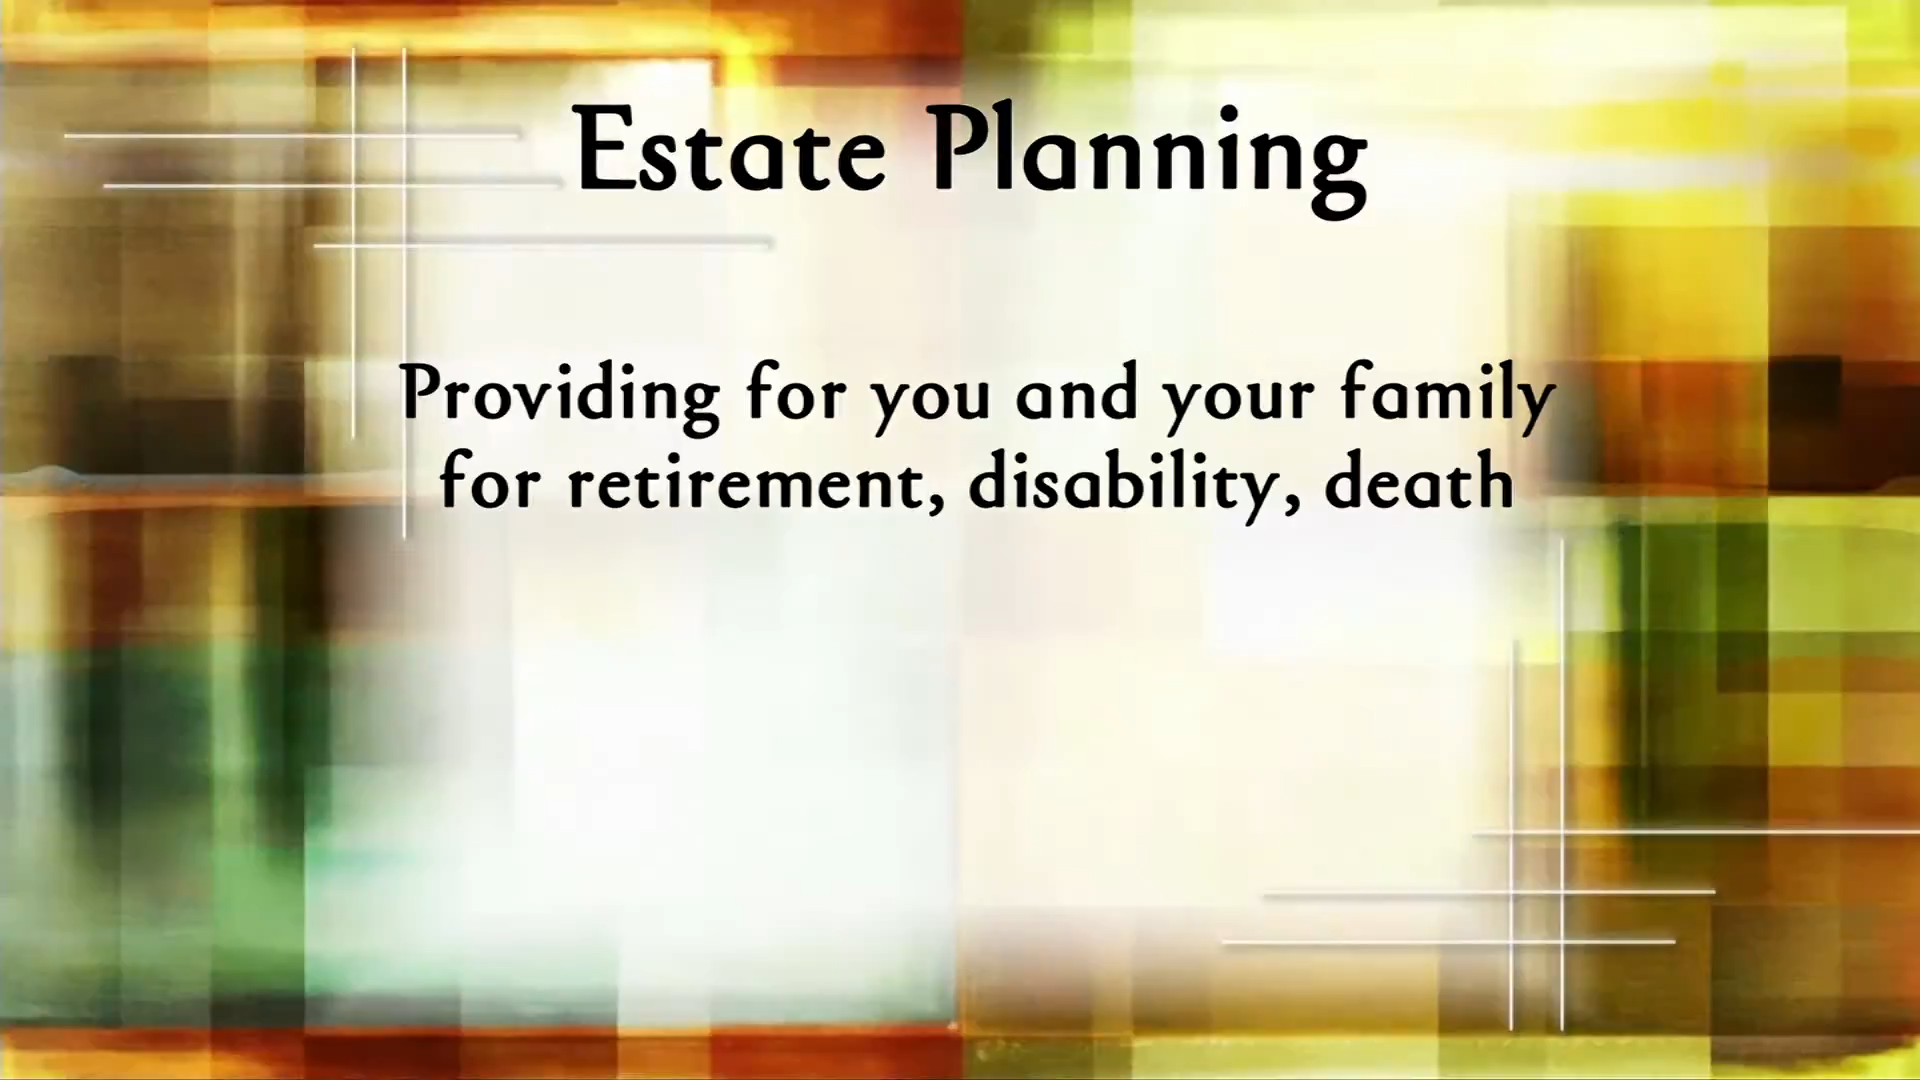 Estate Planning
Providing for you and your family
for retirement, disability, death